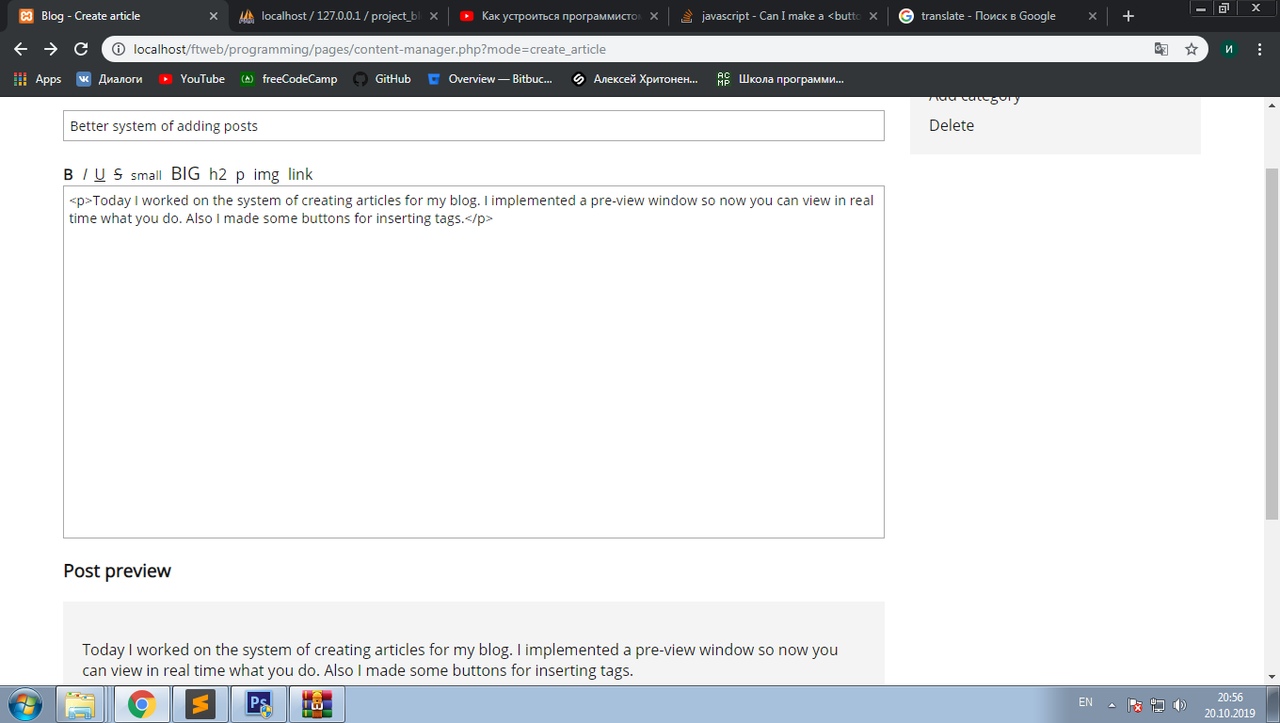 Blog - Create article
localhost / 127.0.0.1 / project_bl
Как устроиться программистом
javascript - Can I make a <butto
translate - Поиск в Google
localhost/ftweb/programming/pages/content-manager.php?mode=create_article
И
Apps Диалоги YouTube freeCodeCamp GitHub Overview — Bitbuc... Алексей Хритонен... Школа программи...
Add category
Delete
Better system of adding posts
B I U S small BIG h2 p img link
<p>Today I worked on the system of creating articles for my blog. I implemented a pre-view window so now you can view in real
time what you do. Also I made some buttons for inserting tags.</p>
Post preview
Today I worked on the system of creating articles for my blog. I implemented a pre-view window so now you
can view in real time what you do. Also I made some buttons for inserting tags.
Ps
EN
20:56
20.10.2019